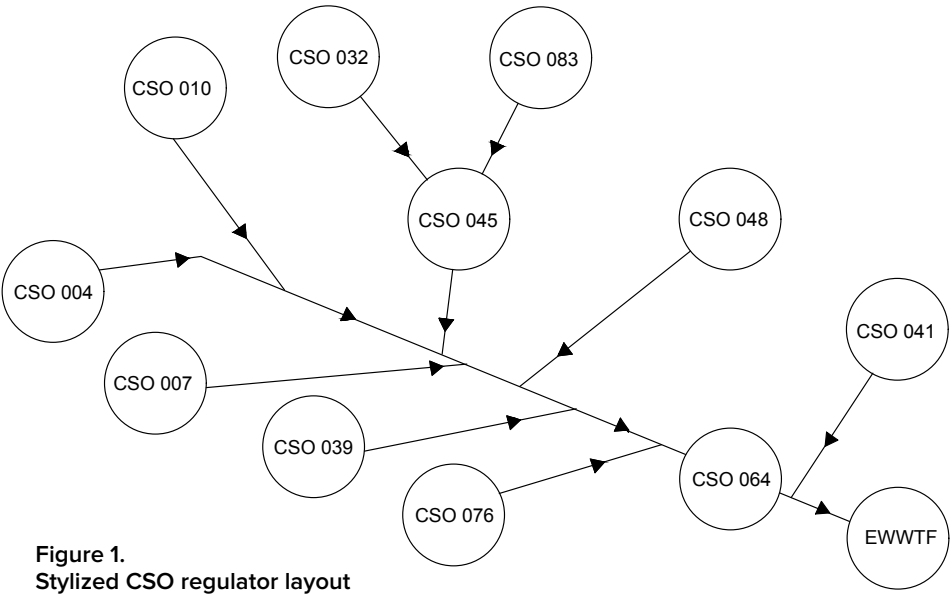 CSO 032
CSO 083
CSO 010
CSO 045
CSO 048
CSO 004
CSO 041
CSO 007
CSO 039
CSO 064
CSO 076
EWWTF
Figure 1.
Stylized CSO regulator layout